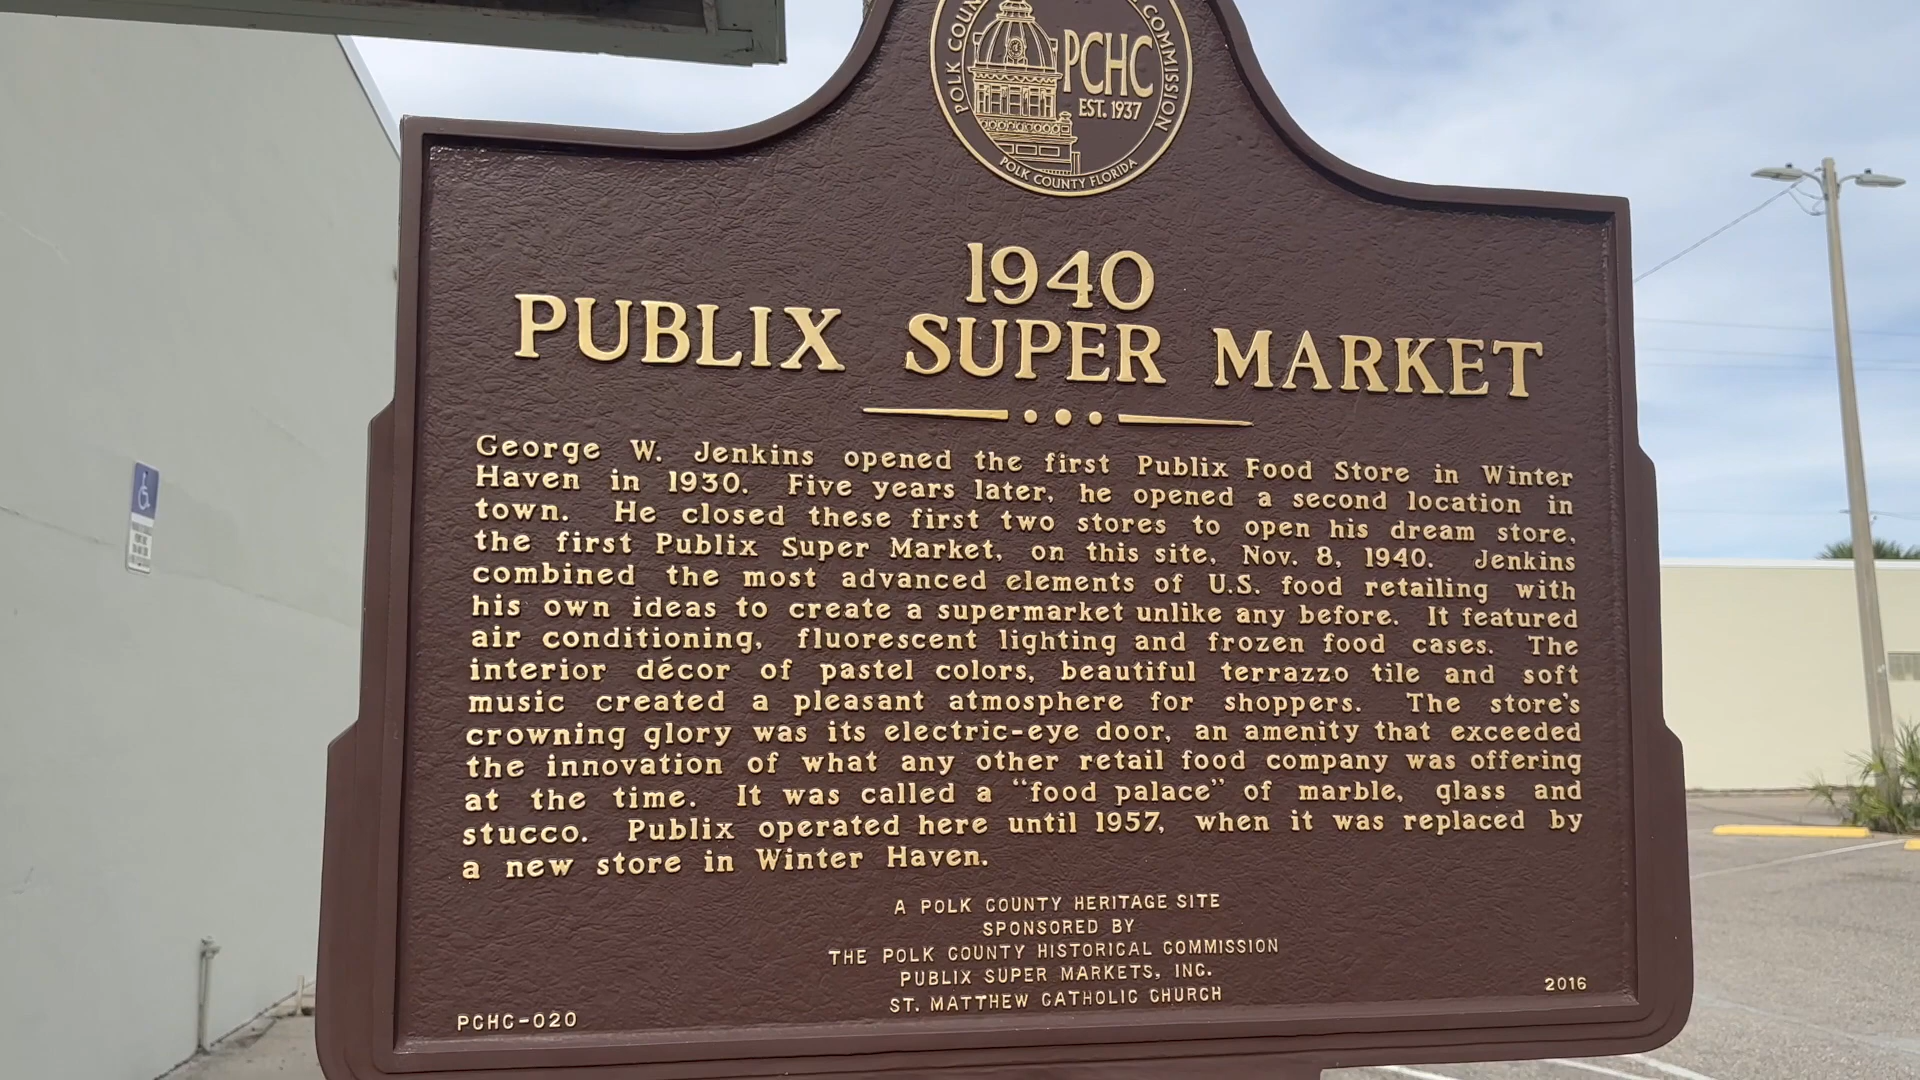 POLK COUN
COMMISSION
PCHC
EST. 1937
POLK COUNTY FLORIDA
1940
PUBLIX SUPER MARKET
George W. Jenkins opened the first Publix Food Store in Winter
Haven in 1930. Five years later, he opened a second location in
town. He closed these first two stores to open his dream store,
the first Publix Super Market, on this site, Nov. 8, 1940. Jenkins
combined the most advanced elements of U.S. food retailing with
his own ideas to create a supermarket unlike any before. It featured
air conditioning, fluorescent lighting and frozen food cases. The
interior décor of pastel colors, beautiful terrazzo tile and soft
music created a pleasant atmosphere for shoppers. The store's
crowning glory was its electric-eye door, an amenity that exceeded
the innovation of what any other retail food company was offering
at the time. It was called a “food palace” of marble, glass and
stucco. Publix operated here until 1957, when it was replaced by
a new store in Winter Haven.
A POLK COUNTY HERITAGE SITE
SPONSORED BY
THE POLK COUNTY HISTORICAL COMMISSION
PUBLIX SUPER MARKETS, INC.
ST. MATTHEW CATHOLIC CHURCH
2016
PCHC-020